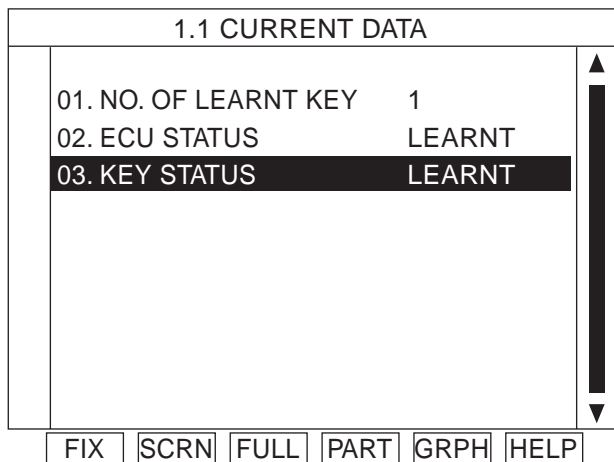 1.1 CURRENT DATA
01. NO. OF LEARNT KEY 1
02. ECU STATUS LEARNT
03. KEY STATUS LEARNT
FIX SCRN FULL PART GRPH HELP